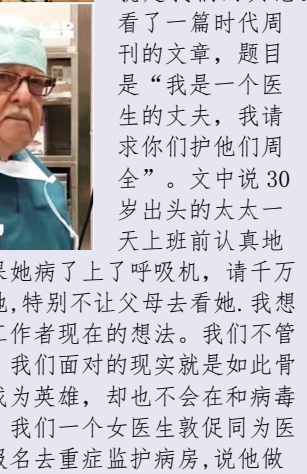 看了一篇时代周
刊的文章，题目
是“我是一个医
生的丈夫，我请
求你们护他们周
全”。文中说 30
岁出头的太太一
天上班前认真地
果她病了上了呼吸机，请千万
她,特别不让父母去看她.我想
工作者现在的想法。我们不管
我们面对的现实就是如此骨
成为英雄，却也不会在和病毒
我们一个女医生敦促同为医
报名去重症监护病房,说他做